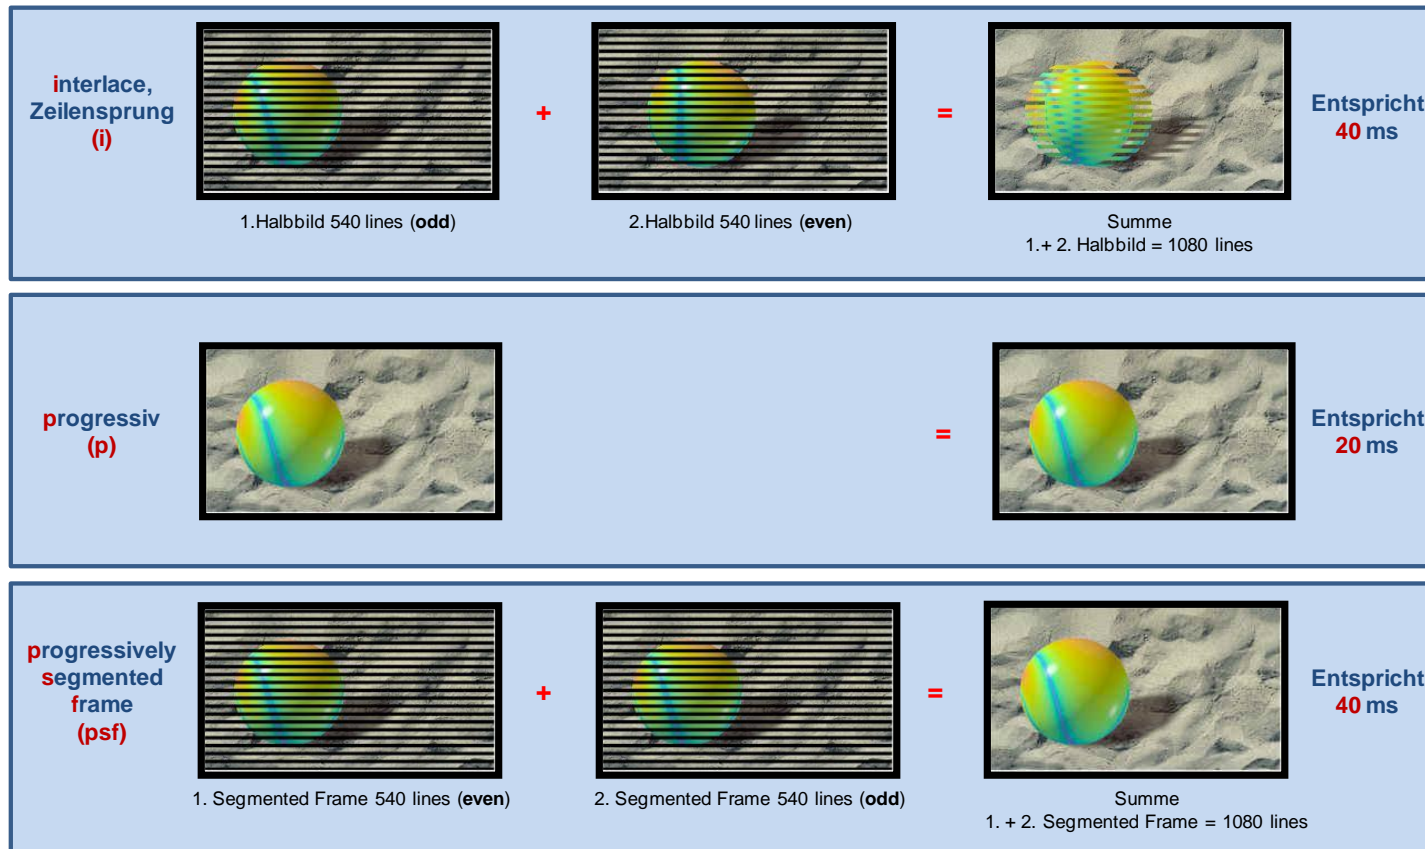 interlace,
Zeilensprung
(i)
+
=
Entspricht
40 ms
1.Halbbild 540 lines (odd)
2.Halbbild 540 lines (even)
Summe
1.+ 2. Halbbild = 1080 lines
progressiv
(p)
=
Entspricht
20 ms
progressively
segmented
frame
(psf)
+
=
Entspricht
40 ms
1. Segmented Frame 540 lines (even)
2. Segmented Frame 540 lines (odd)
Summe
1. + 2. Segmented Frame = 1080 lines